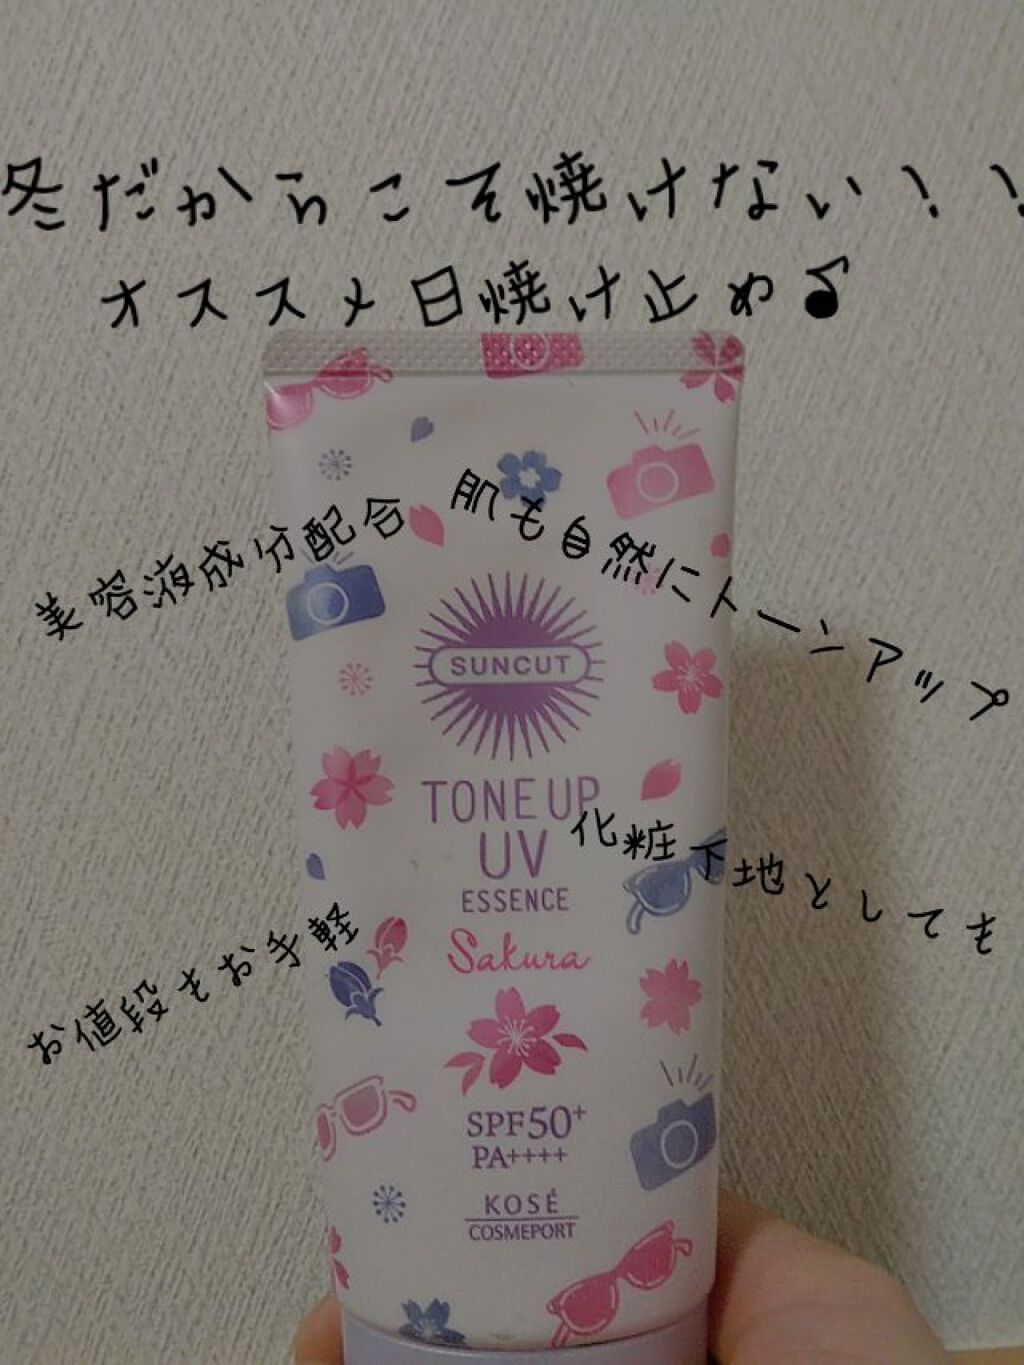 冬だからこそ焼けない！！
オススメ日焼け止め♪
美容液成分配合
肌も自然にトーンアップ
SUNCUT
TONE UP
UV
化粧下地としても
ESSENCE
お値段もお手軽
Sakura
SPF50+
PA++++
KOSÉ
COSMEPORT